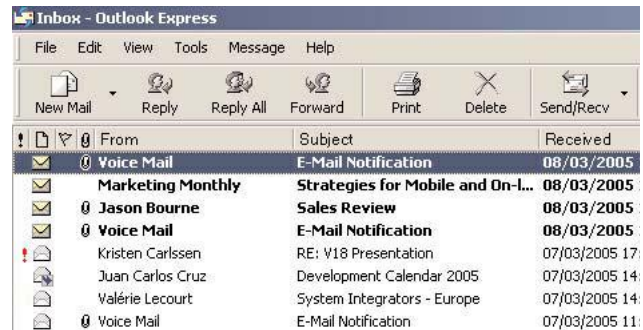 Inbox - Outlook Express
File Edit View Tools Message Help
New Mail Reply Reply All Forward Print Delete Send/Recv
! From Subject Received
Voice Mail E-Mail Notification 08/03/2005
Marketing Monthly Strategies for Mobile and On-l... 08/03/2005
Jason Bourne Sales Review 08/03/2005
Voice Mail E-Mail Notification 08/03/2005
! Kristen Carlssen RE: V18 Presentation 07/03/2005 17:
Juan Carlos Cruz Development Calendar 2005 07/03/2005 14:
Valérie Lecourt System Integrators - Europe 07/03/2005 14:
Voice Mail E-Mail Notification 07/03/2005 11: